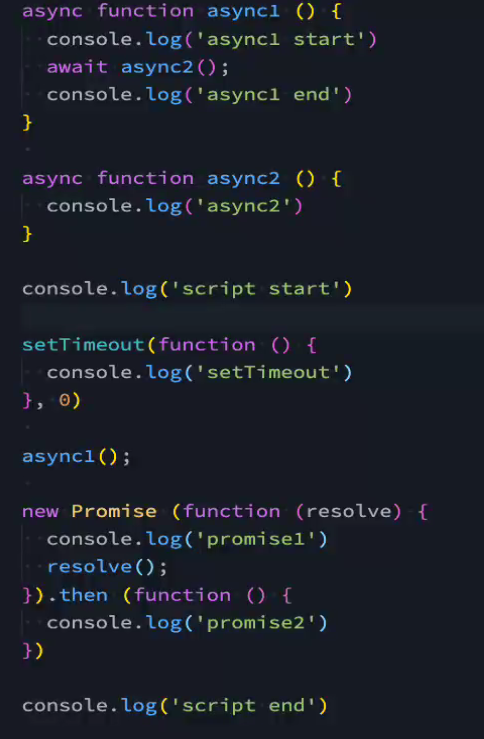 async function async1 () {
console.log('async1 start')
await async2();
console.log('async1 end')
}
async function async2 () {
console.log('async2')
}
console.log('script start')
setTimeout(function () {
console.log('setTimeout')
}, 0)
async1();
new Promise (function (resolve) {
console.log('promise1')
resolve();
}).then (function () {
console.log('promise2')
})
console.log('script end')